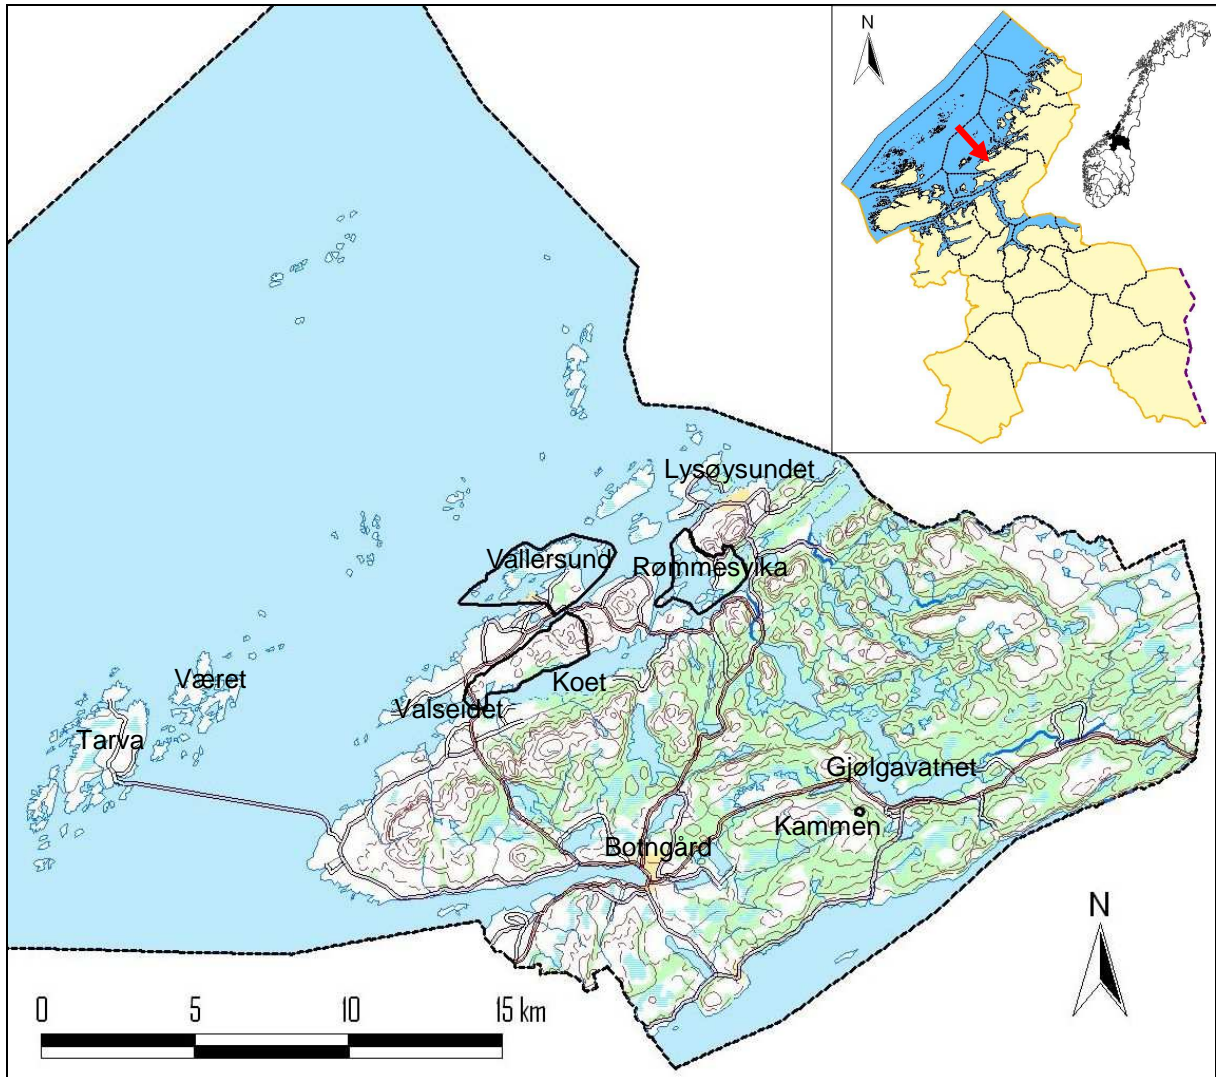 N
Lysøysundet
Vallersund
Rømmesvika
Været
Koet
Valseidet
Tarva
Gjølgavatnet
Kammen
Botngård
N
0 5 10 15 km